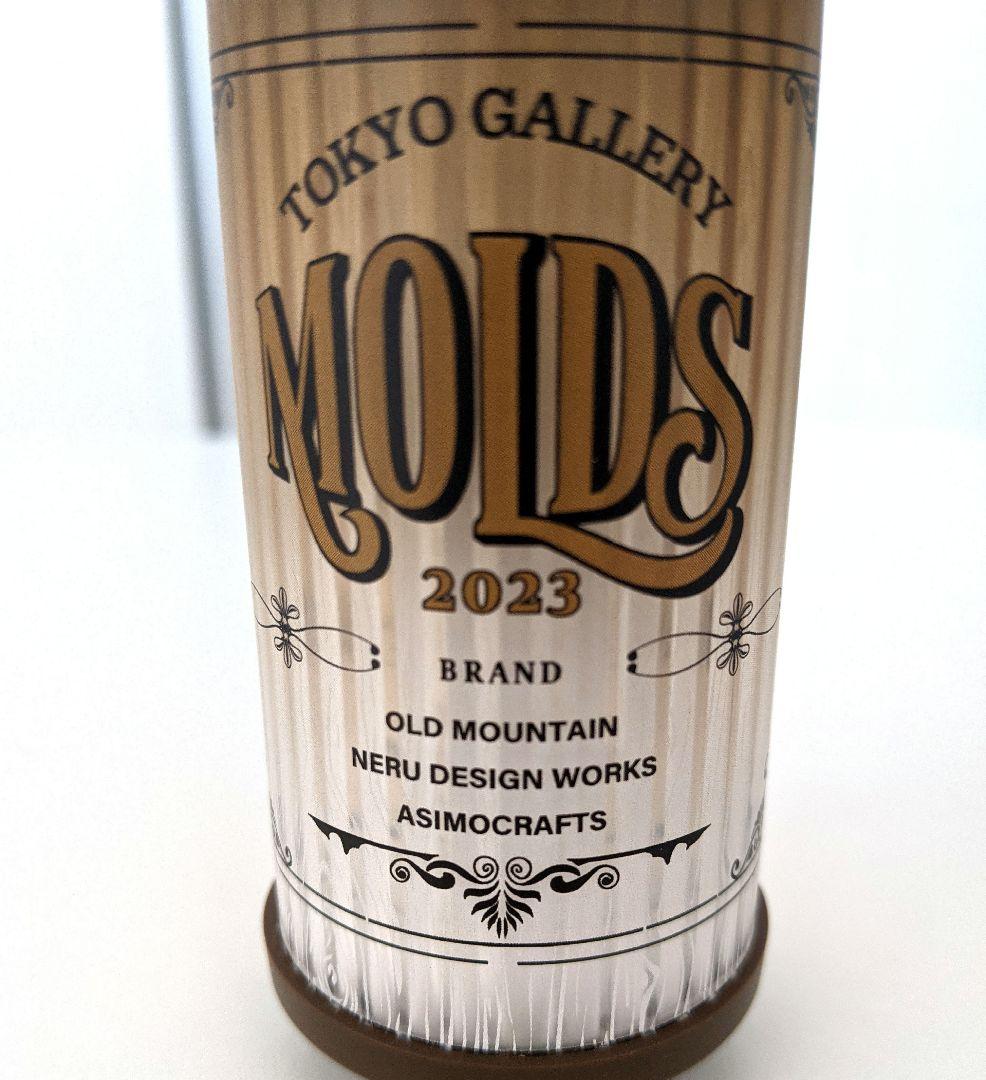 TOKYO GALLERY
MOLDS
2023
BRAND
OLD MOUNTAIN
NERU DESIGN WORKS
ASIMOCRAFTS